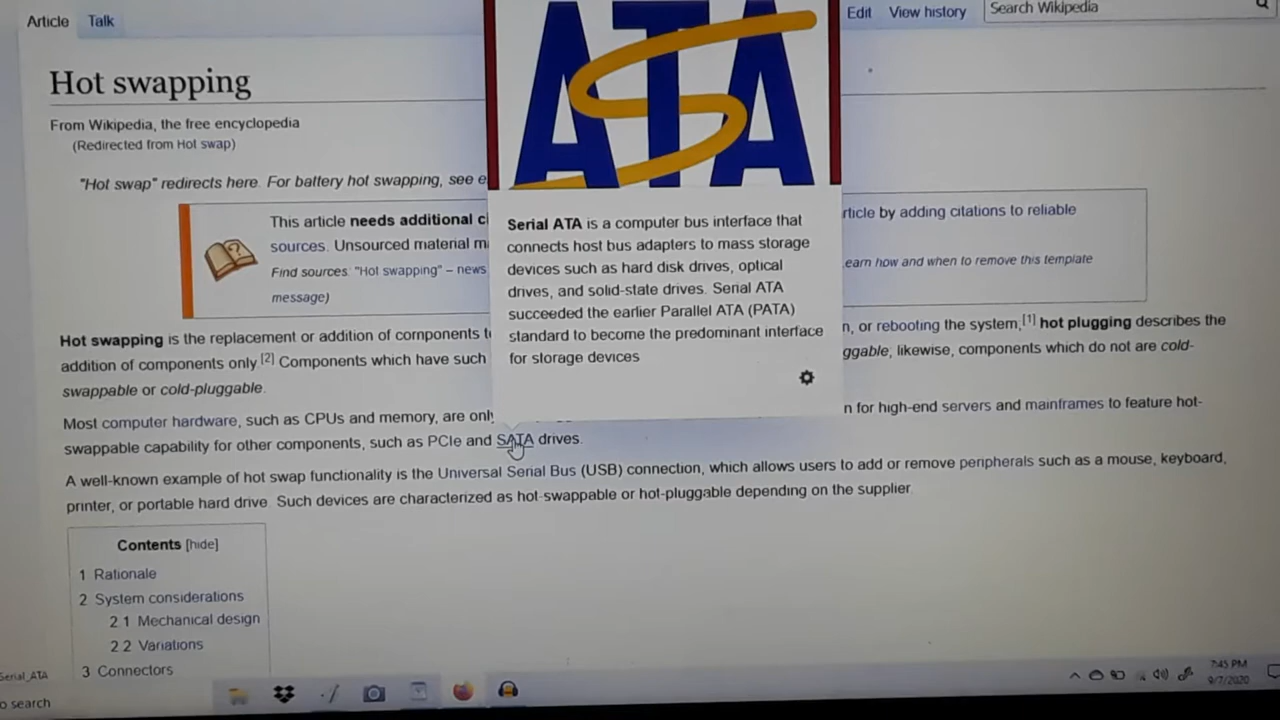 Article Talk
Edit View history Search Wikipedia
ATA
S
Hot swapping
From Wikipedia, the free encyclopedia
(Redirected from Hot swap)
"Hot swap" redirects here. For battery hot swapping, see e
This article needs additional ci
sources. Unsourced material m
Find sources: "Hot swapping" – news
message)
rticle by adding citations to reliable
earn how and when to remove this template
Serial ATA is a computer bus interface that
connects host bus adapters to mass storage
devices such as hard disk drives, optical
drives, and solid-state drives. Serial ATA
succeeded the earlier Parallel ATA (PATA)
standard to become the predominant interface
for storage devices
Hot swapping is the replacement or addition of components t
n, or rebooting the system,[1] hot plugging describes the
addition of components only [2] Components which have such
ggable; likewise, components which do not are cold-
swappable or cold-pluggable.
Most computer hardware, such as CPUs and memory, are only
n for high-end servers and mainframes to feature hot-
swappable capability for other components, such as PCIe and SATA drives.
A well-known example of hot swap functionality is the Universal Serial Bus (USB) connection, which allows users to add or remove peripherals such as a mouse, keyboard,
printer, or portable hard drive. Such devices are characterized as hot-swappable or hot-pluggable depending on the supplier.
Contents [hide]
1 Rationale
2 System considerations
2.1 Mechanical design
2.2 Variations
3 Connectors
Serial_ATA
o search
7:45 PM
9/7/2020